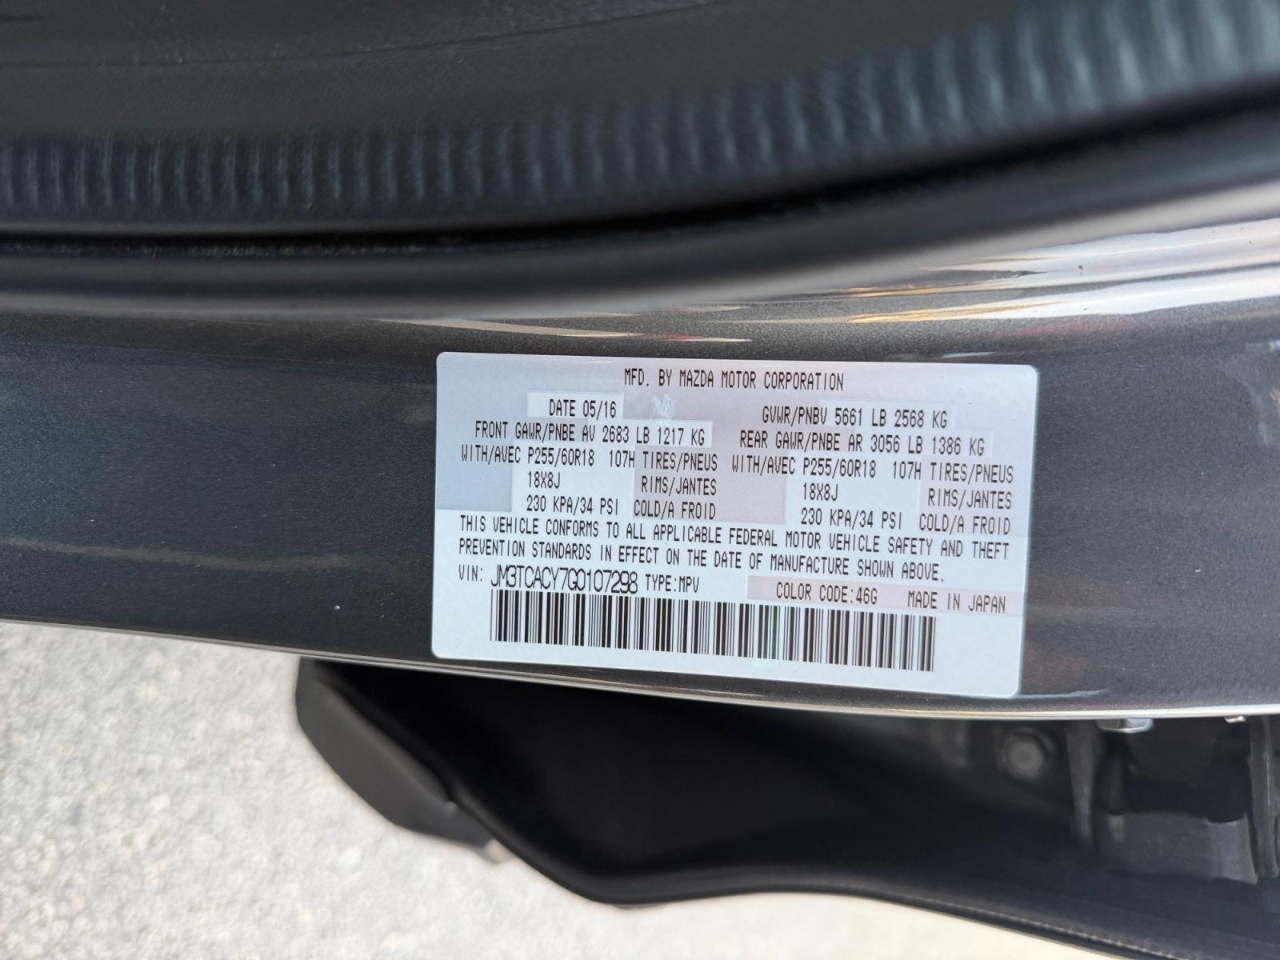 MFD. BY MAZDA MOTOR CORPORATION
DATE 05/16 GVWR/PNBV 5661 LB 2568 KG
FRONT GAWR/PNBE AV 2683 LB 1217 KG REAR GAWR/PNBE AR 3056 LB 1386 KG
WITH/AVEC P255/60R18 107H TIRES/PNEUS WITH/AVEC P255/60R18 107H TIRES/PNEUS
18X8J RIMS/JANTES 18X8J RIMS/JANTES
230 KPA/34 PSI COLD/A FROID 230 KPA/34 PSI COLD/A FROID
THIS VEHICLE CONFORMS TO ALL APPLICABLE FEDERAL MOTOR VEHICLE SAFETY AND THEFT
PREVENTION STANDARDS IN EFFECT ON THE DATE OF MANUFACTURE SHOWN ABOVE.
VIN: JM3TCACY7G0107298 TYPE:MPV COLOR CODE:46G MADE IN JAPAN